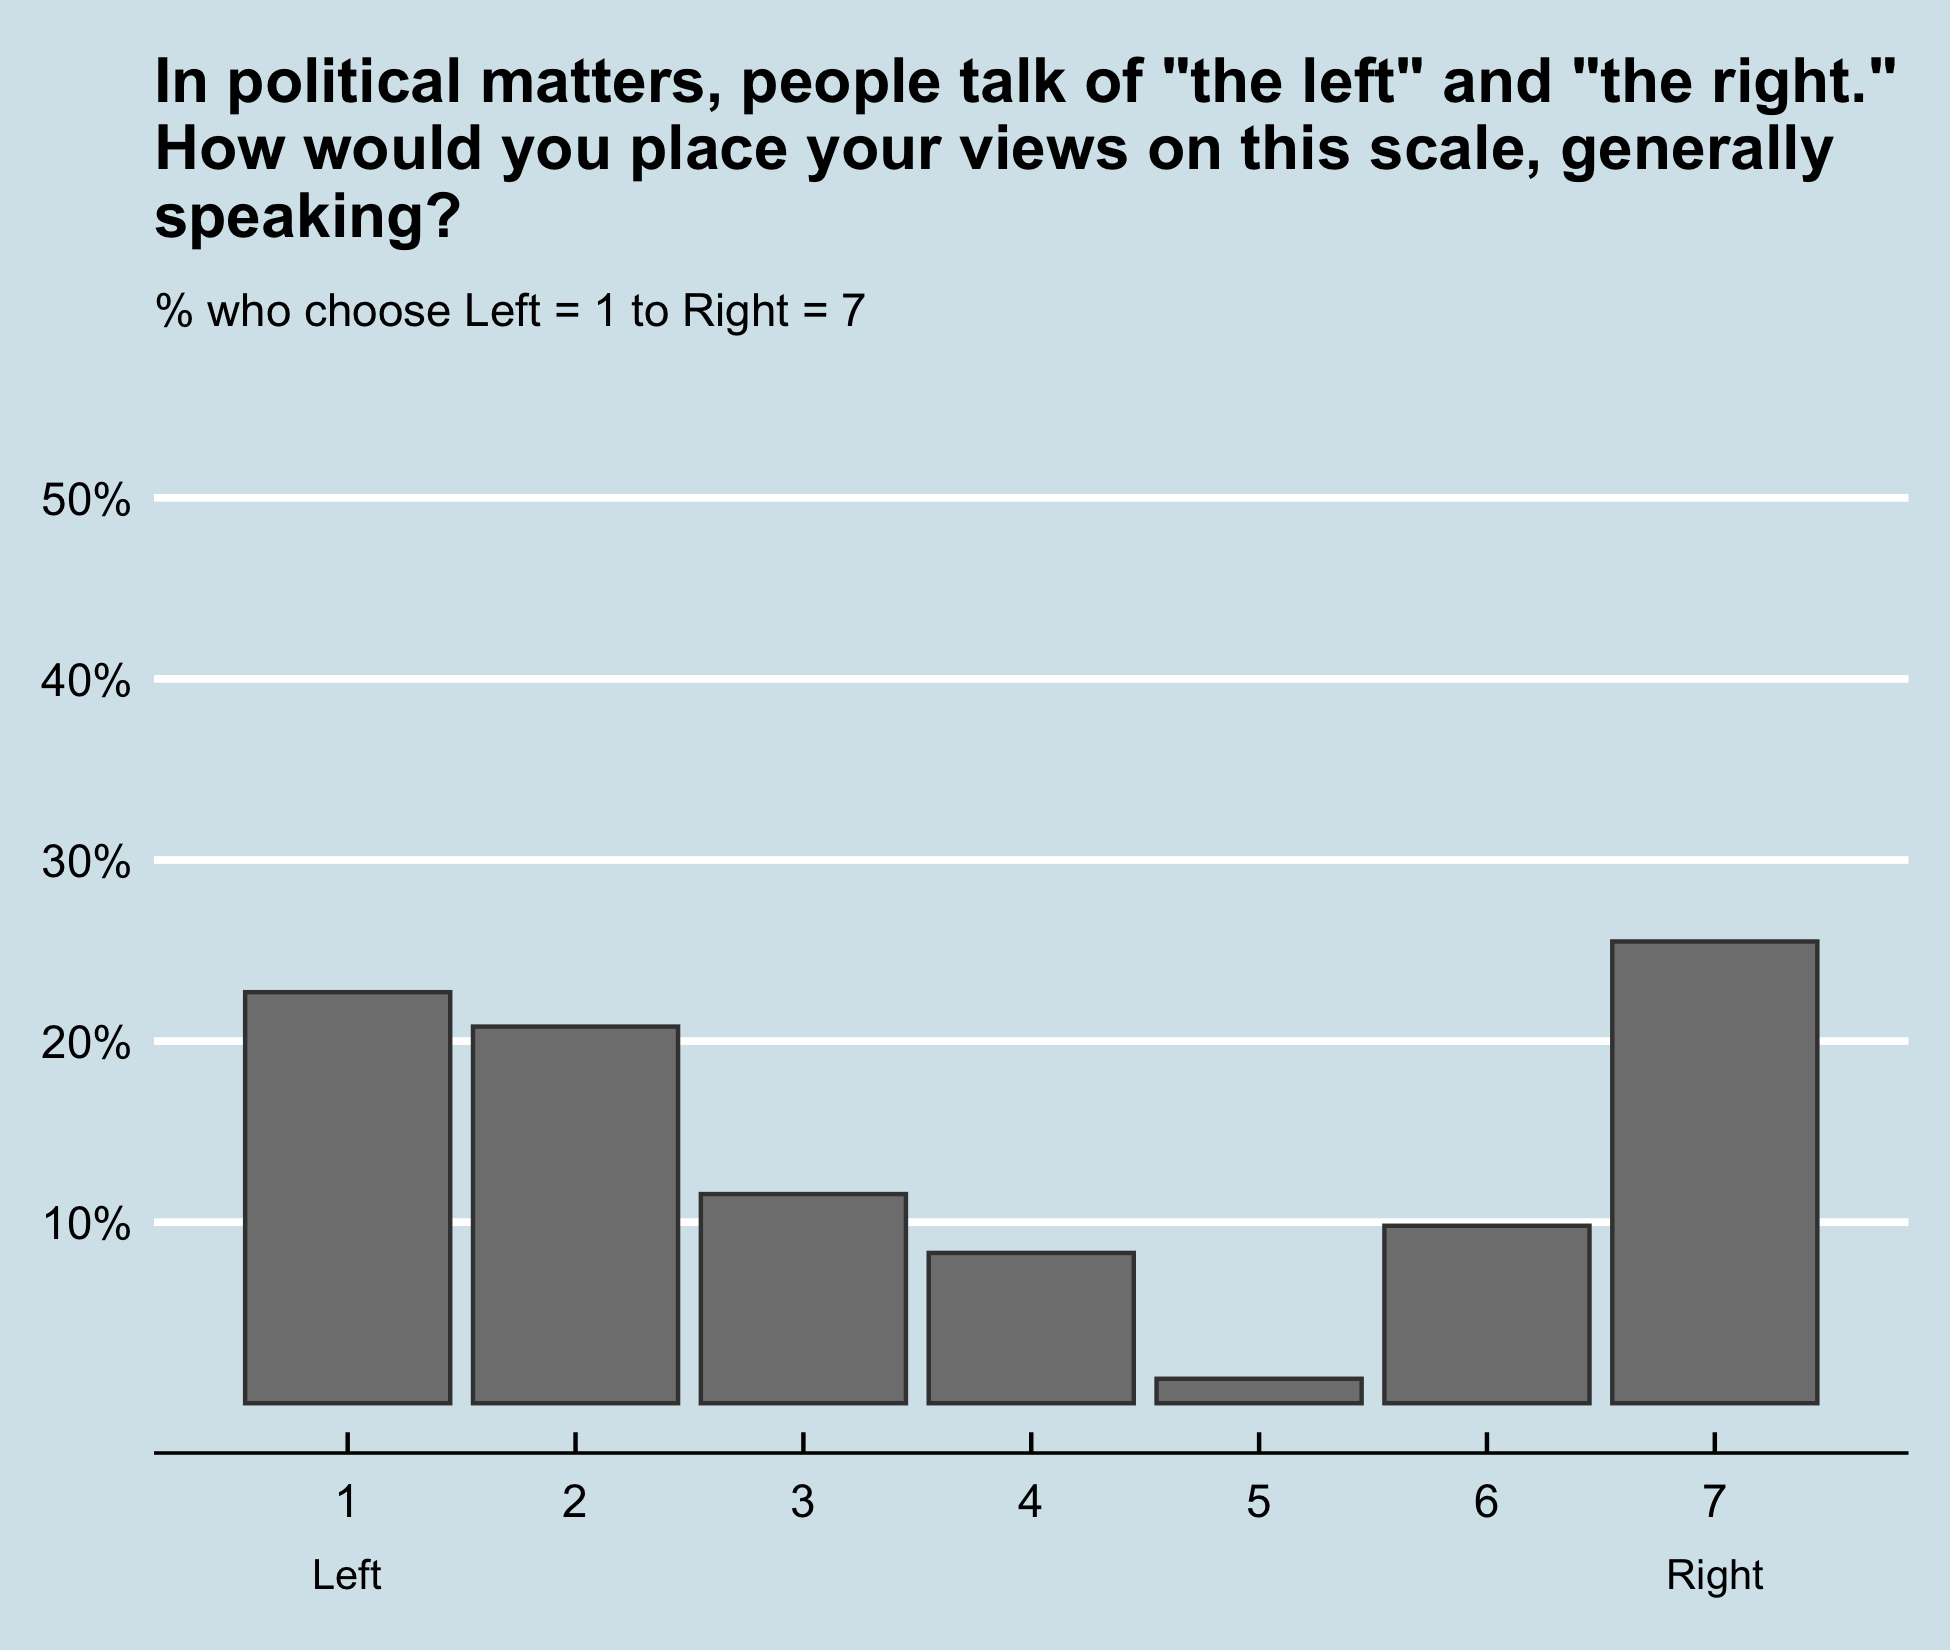 In political matters, people talk of "the left" and "the right."
How would you place your views on this scale, generally
speaking?
% who choose Left = 1 to Right = 7
50%
40%
30%
20%
10%
1 2 3 4 5 6 7
Left Right